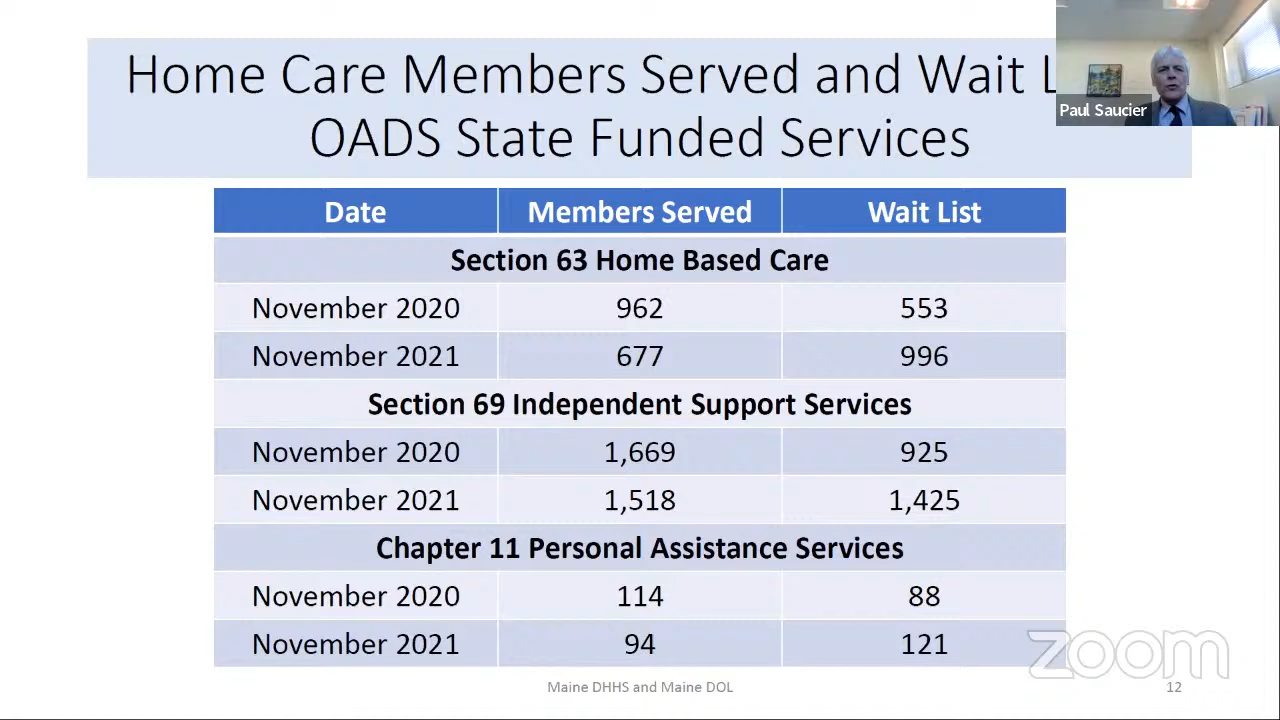 Home Care Members Served and Wait L
OADS State Funded Services
Paul Saucier
Date Members Served Wait List
Section 63 Home Based Care
November 2020 962 553
November 2021 677 996
Section 69 Independent Support Services
November 2020 1,669 925
November 2021 1,518 1,425
Chapter 11 Personal Assistance Services
November 2020 114 88
November 2021 94 121
zoom
Maine DHHS and Maine DOL 12